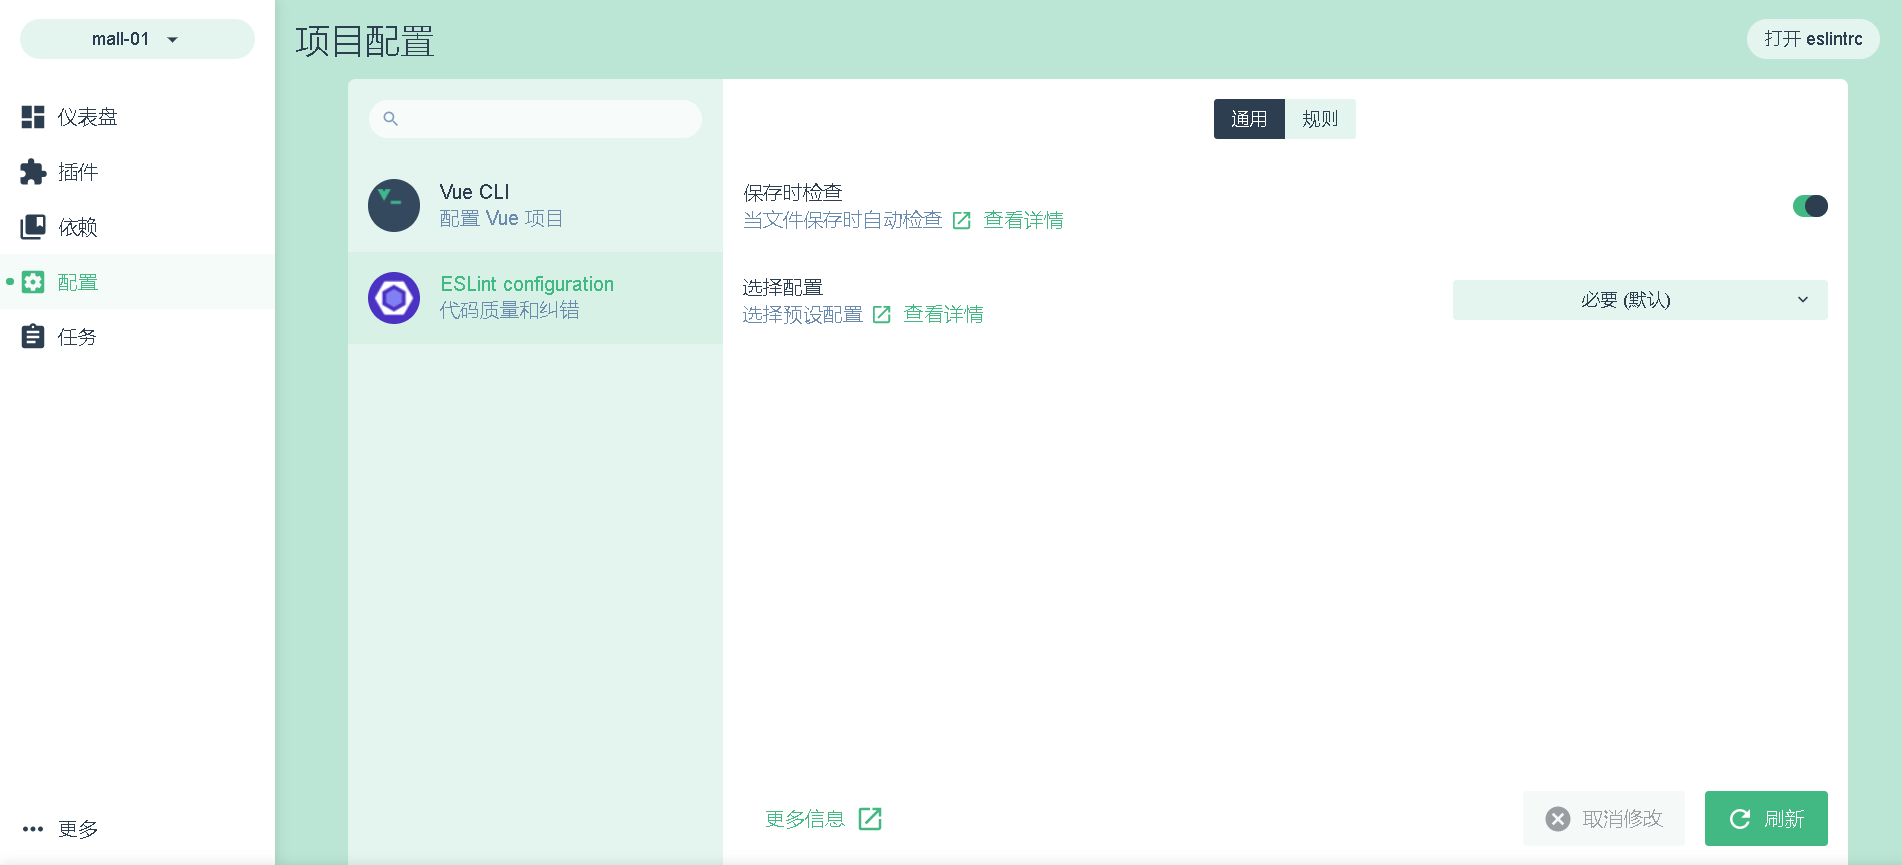 mall-01
仪表盘
插件
依赖
配置
任务
更多
项目配置
打开 eslintrc
Vue CLI
配置 Vue 项目
ESLint configuration
代码质量和纠错
通用 规则
保存时检查
当文件保存时自动检查 查看详情
选择配置
选择预设配置 查看详情
必要 (默认)
更多信息
取消修改
刷新